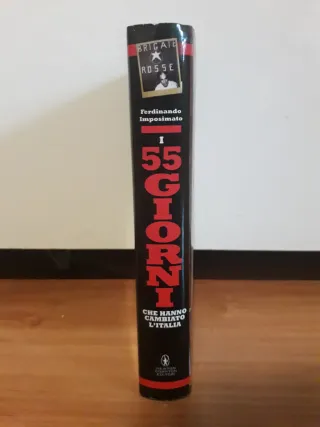 BRIGATE
ROSSE
Ferdinando
Imposimato
I
55
GIORNI
CHE HANNO
CAMBIATO
L'ITALIA